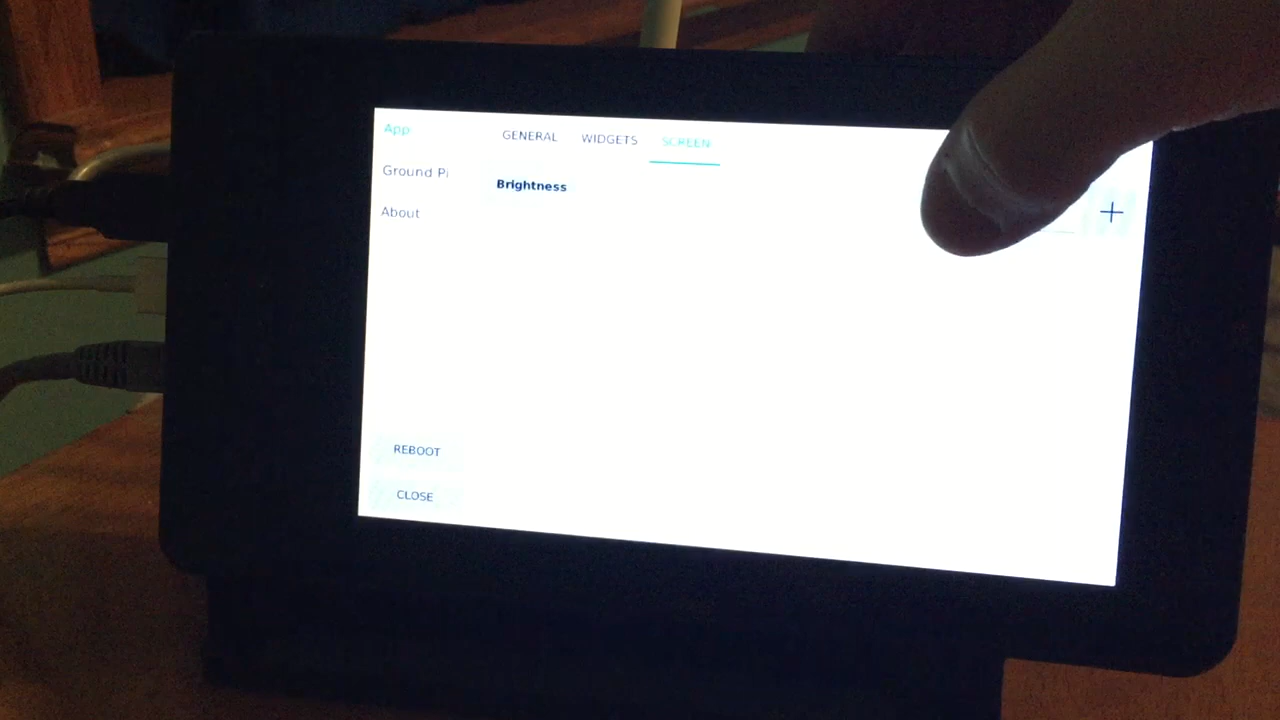 App
GENERAL WIDGETS SCREEN
Ground Pi
Brightness
About
+
REBOOT
CLOSE